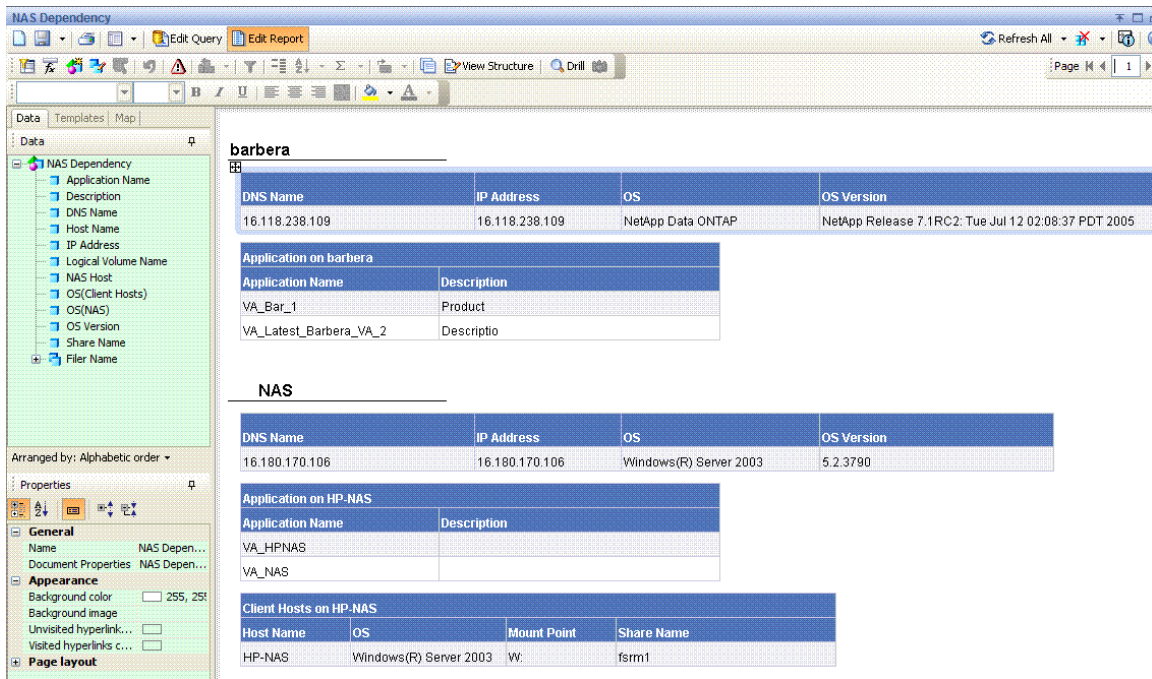 NAS Dependency
Edit Query Edit Report Refresh All
View Structure Drill Page 1
B I U A
Data Templates Map
Data
NAS Dependency
Application Name
Description
DNS Name
Host Name
IP Address
Logical Volume Name
NAS Host
OS(Client Hosts)
OS(NAS)
OS Version
Share Name
Filer Name
Arranged by: Alphabetic order
Properties
General
Name NAS Depen...
Document Properties NAS Depen...
Appearance
Background color 255, 255
Background image
Unvisited hyperlink...
Visited hyperlinks c...
Page layout
barbera
DNS Name IP Address OS OS Version
16.118.238.109 16.118.238.109 NetApp Data ONTAP NetApp Release 7.1RC2: Tue Jul 12 02:08:37 PDT 2005
Application on barbera
Application Name Description
VA_Bar_1 Product
VA_Latest_Barbera_VA_2 Descriptio
NAS
DNS Name IP Address OS OS Version
16.180.170.106 16.180.170.106 Windows(R) Server 2003 5.2.3790
Application on HP-NAS
Application Name Description
VA_HPNAS
VA_NAS
Client Hosts on HP-NAS
Host Name OS Mount Point Share Name
HP-NAS Windows(R) Server 2003 W: fsrm1